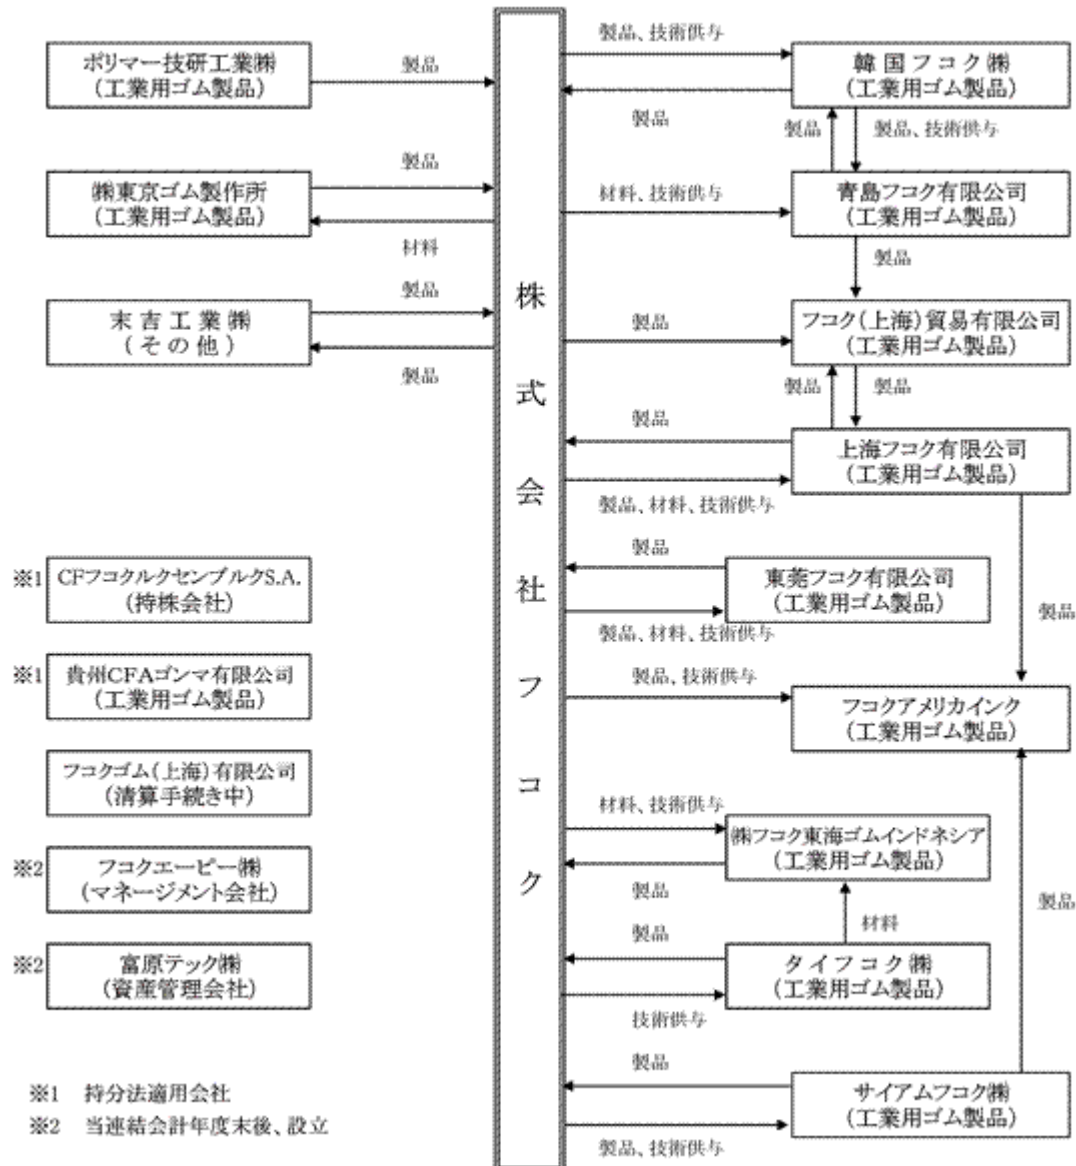 ポリマー技研工業㈱
(工業用ゴム製品)
製品
㈱東京ゴム製作所
(工業用ゴム製品)
製品
材料
末吉工業㈱
(その他)
製品
製品
※1 CFフコクルクセンブルクS.A.
(持株会社)
※1 貴州CFAゴンマ有限公司
(工業用ゴム製品)
フコクゴム(上海)有限公司
(清算手続き中)
※2 フコクエーピー㈱
(マネージメント会社)
※2 富原テック㈱
(資産管理会社)
※1 持分法適用会社
※2 当連結会計年度末後、設立
株式会社フコク
製品、技術供与
韓国フコク㈱
(工業用ゴム製品)
製品
製品
製品、技術供与
材料、技術供与
青島フコク有限公司
(工業用ゴム製品)
製品
製品
フコク(上海)貿易有限公司
(工業用ゴム製品)
製品
製品
製品
上海フコク有限公司
(工業用ゴム製品)
製品、材料、技術供与
製品
東莞フコク有限公司
(工業用ゴム製品)
製品、材料、技術供与
製品
製品、技術供与
フコクアメリカインク
(工業用ゴム製品)
材料、技術供与
㈱フコク東海ゴムインドネシア
(工業用ゴム製品)
製品
製品
材料
製品
タイフコク㈱
(工業用ゴム製品)
技術供与
製品
サイアムフコク㈱
(工業用ゴム製品)
製品、技術供与